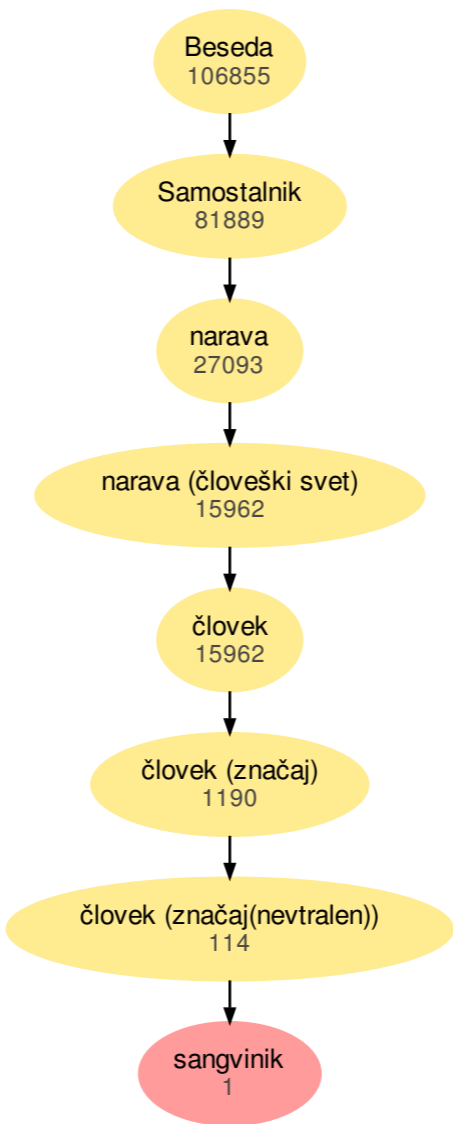 Beseda
106855
Samostalnik
81889
narava
27093
narava (človeški svet)
15962
človek
15962
človek (značaj)
1190
človek (značaj(nevtralen))
114
sangvinik
1